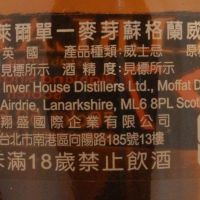 萊爾單一麥芽蘇格蘭威
英國 產品種類:威士忌 原
見標示 酒精度:見標示
Inver House Distillers Ltd., Moffat D
Airdrie, Lanarkshire, ML6 8PL Scot
翔盛國際企業有限公司
台北市南港區向陽路185號13樓
未滿18歲禁止飲酒